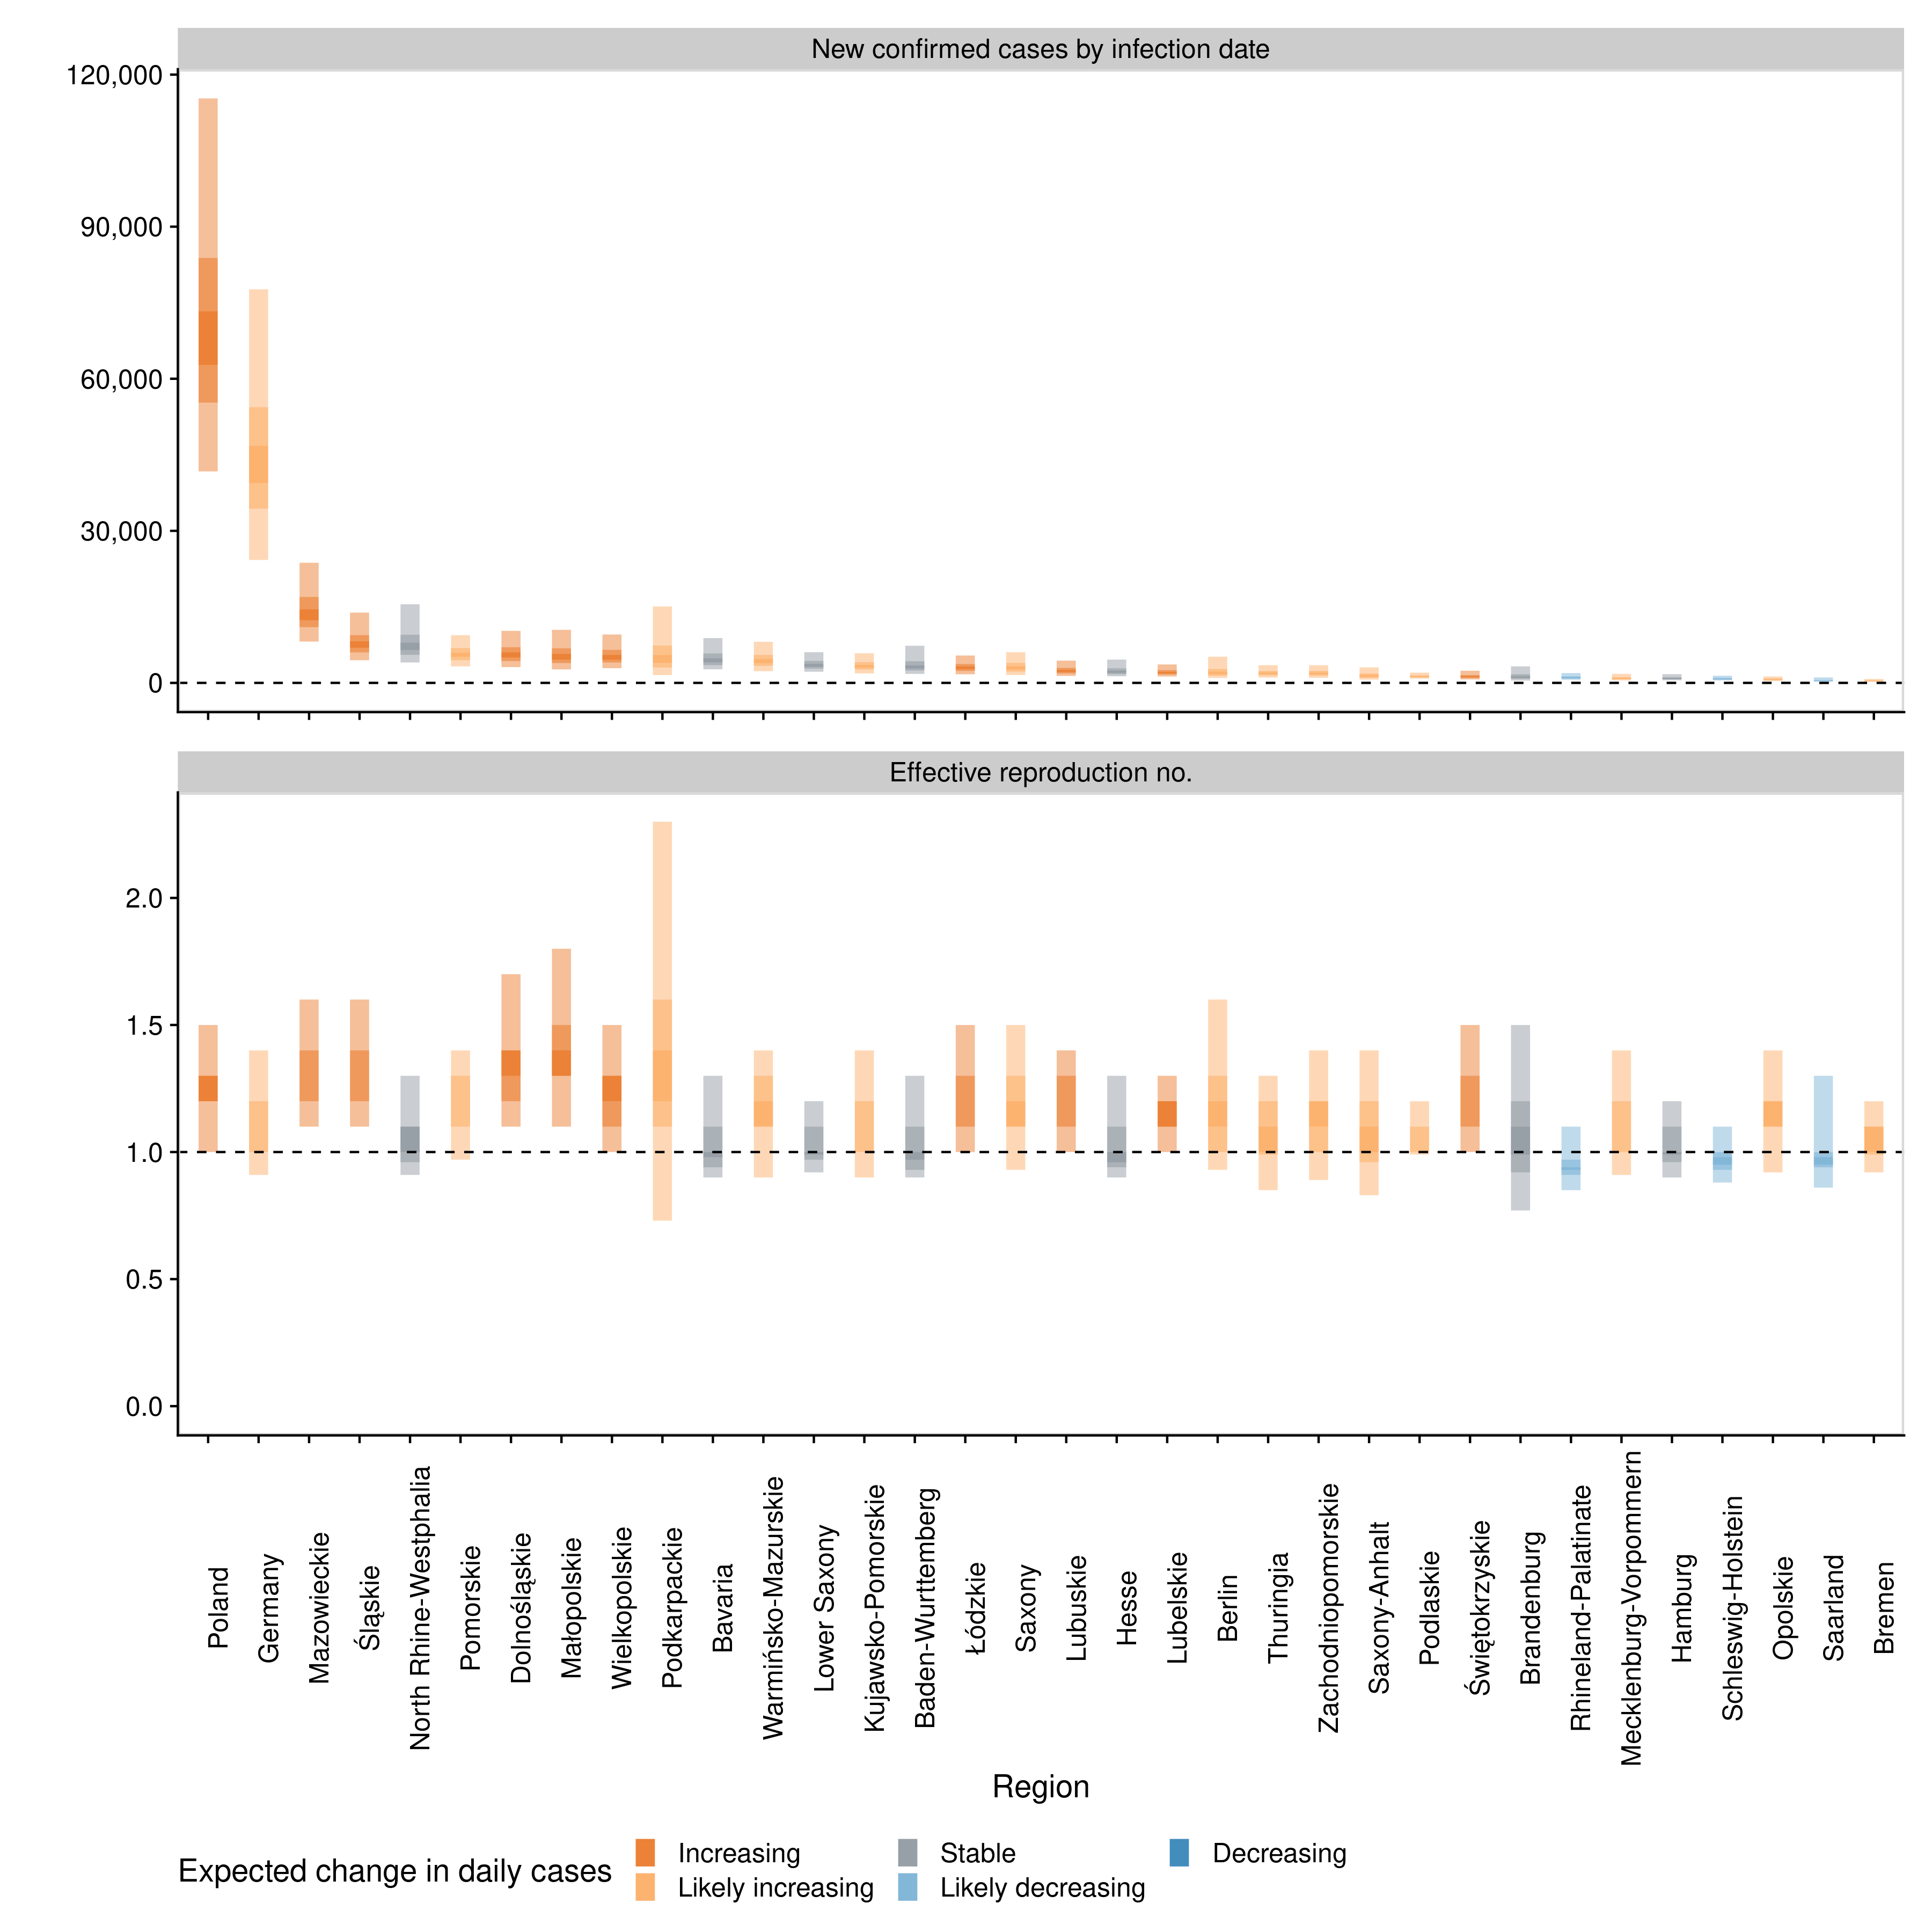 New confirmed cases by infection date
120,000
90,000
60,000
30,000
0
Effective reproduction no.
2.0
1.5
1.0
0.5
0.0
Poland
Germany
Mazowieckie
Śląskie
North Rhine-Westphalia
Pomorskie
Dolnośląskie
Małopolskie
Wielkopolskie
Podkarpackie
Bavaria
Warmińsko-Mazurskie
Lower Saxony
Kujawsko-Pomorskie
Baden-Wurttemberg
Łódzkie
Saxony
Lubuskie
Hesse
Lubelskie
Berlin
Thuringia
Zachodniopomorskie
Saxony-Anhalt
Podlaskie
Świętokrzyskie
Brandenburg
Rhineland-Palatinate
Mecklenburg-Vorpommern
Hamburg
Schleswig-Holstein
Opolskie
Saarland
Bremen
Region
Expected change in daily cases
Increasing
Stable
Decreasing
Likely increasing
Likely decreasing